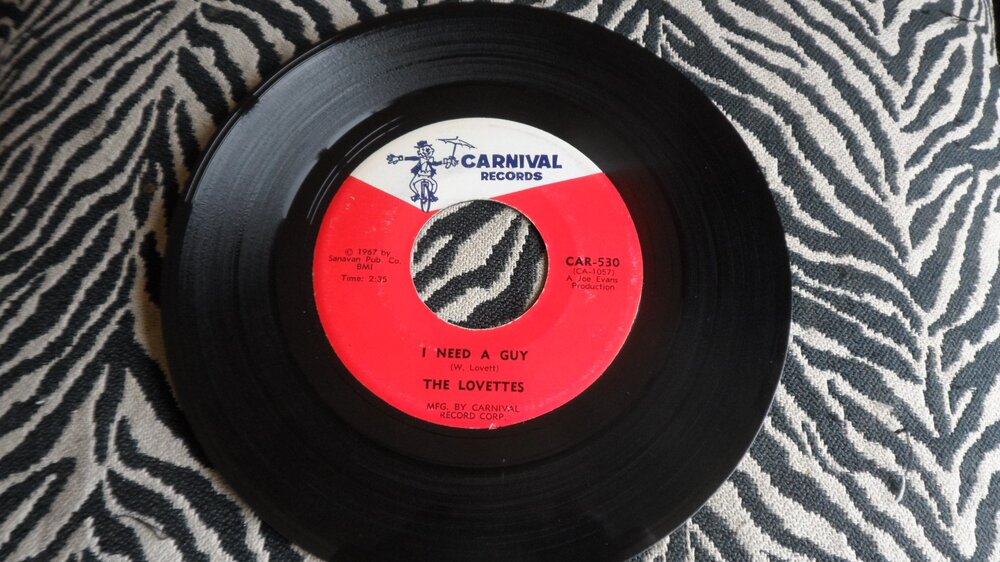 CARNIVAL
RECORDS
© 1967 by
Sanavan Pub. Co.
BMI
Time: 2:35
CAR-530
(CA-1057)
A Joe Evans
Production
I NEED A GUY
(W. Lovett)
THE LOVETTES
MFG. BY CARNIVAL
RECORD CORP.